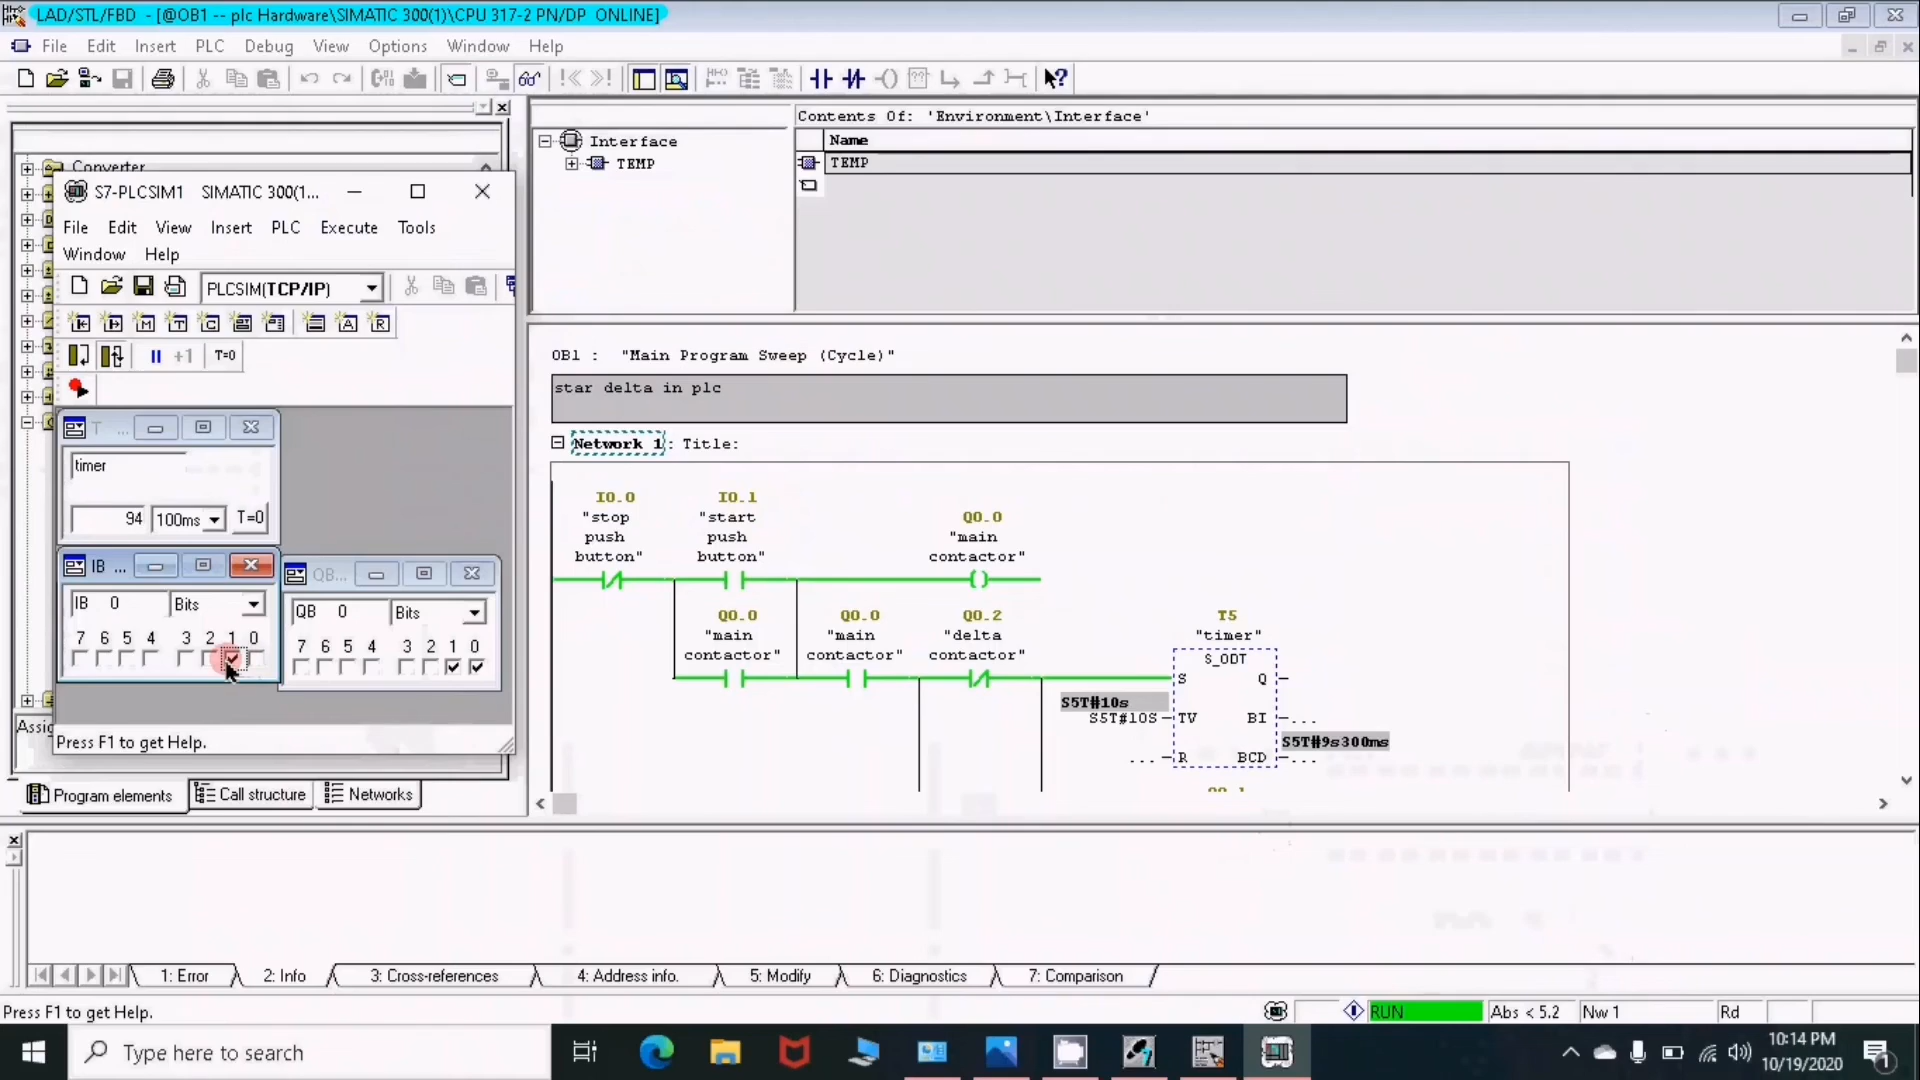 LAD/STL/FBD - [@OB1 -- plc Hardware\SIMATIC 300(1)\CPU 317-2 PN/DP ONLINE]
File Edit Insert PLC Debug View Options Window Help
Contents Of: 'Environment\Interface'
Interface
Name
TEMP
TEMP
Converter
S7-PLCSIM1 SIMATIC 300(1...
File Edit View Insert PLC Execute Tools
Window Help
PLCSIM(TCP/IP)
+1 T=0
T ...
timer
94 100ms T=0
IB ...
IB 0 Bits
7 6 5 4 3 2 1 0
QB...
QB 0 Bits
7 6 5 4 3 2 1 0
Press F1 to get Help.
Program elements Call structure Networks
OB1 : "Main Program Sweep (Cycle)"
star delta in plc
Network 1: Title:
I0.0
"stop
push
button"
I0.1
"start
push
button"
Q0.0
"main
contactor"
Q0.0
"main
contactor"
Q0.0
"main
contactor"
Q0.2
"delta
contactor"
T5
"timer"
S_ODT
S Q
S5T#10s
S5T#10S TV BI ...
S5T#9s300ms
... R BCD ...
1: Error 2: Info 3: Cross-references 4: Address info. 5: Modify 6: Diagnostics 7: Comparison
Press F1 to get Help.
RUN Abs < 5.2 Nw 1 Rd
Type here to search
10:14 PM
10/19/2020
1